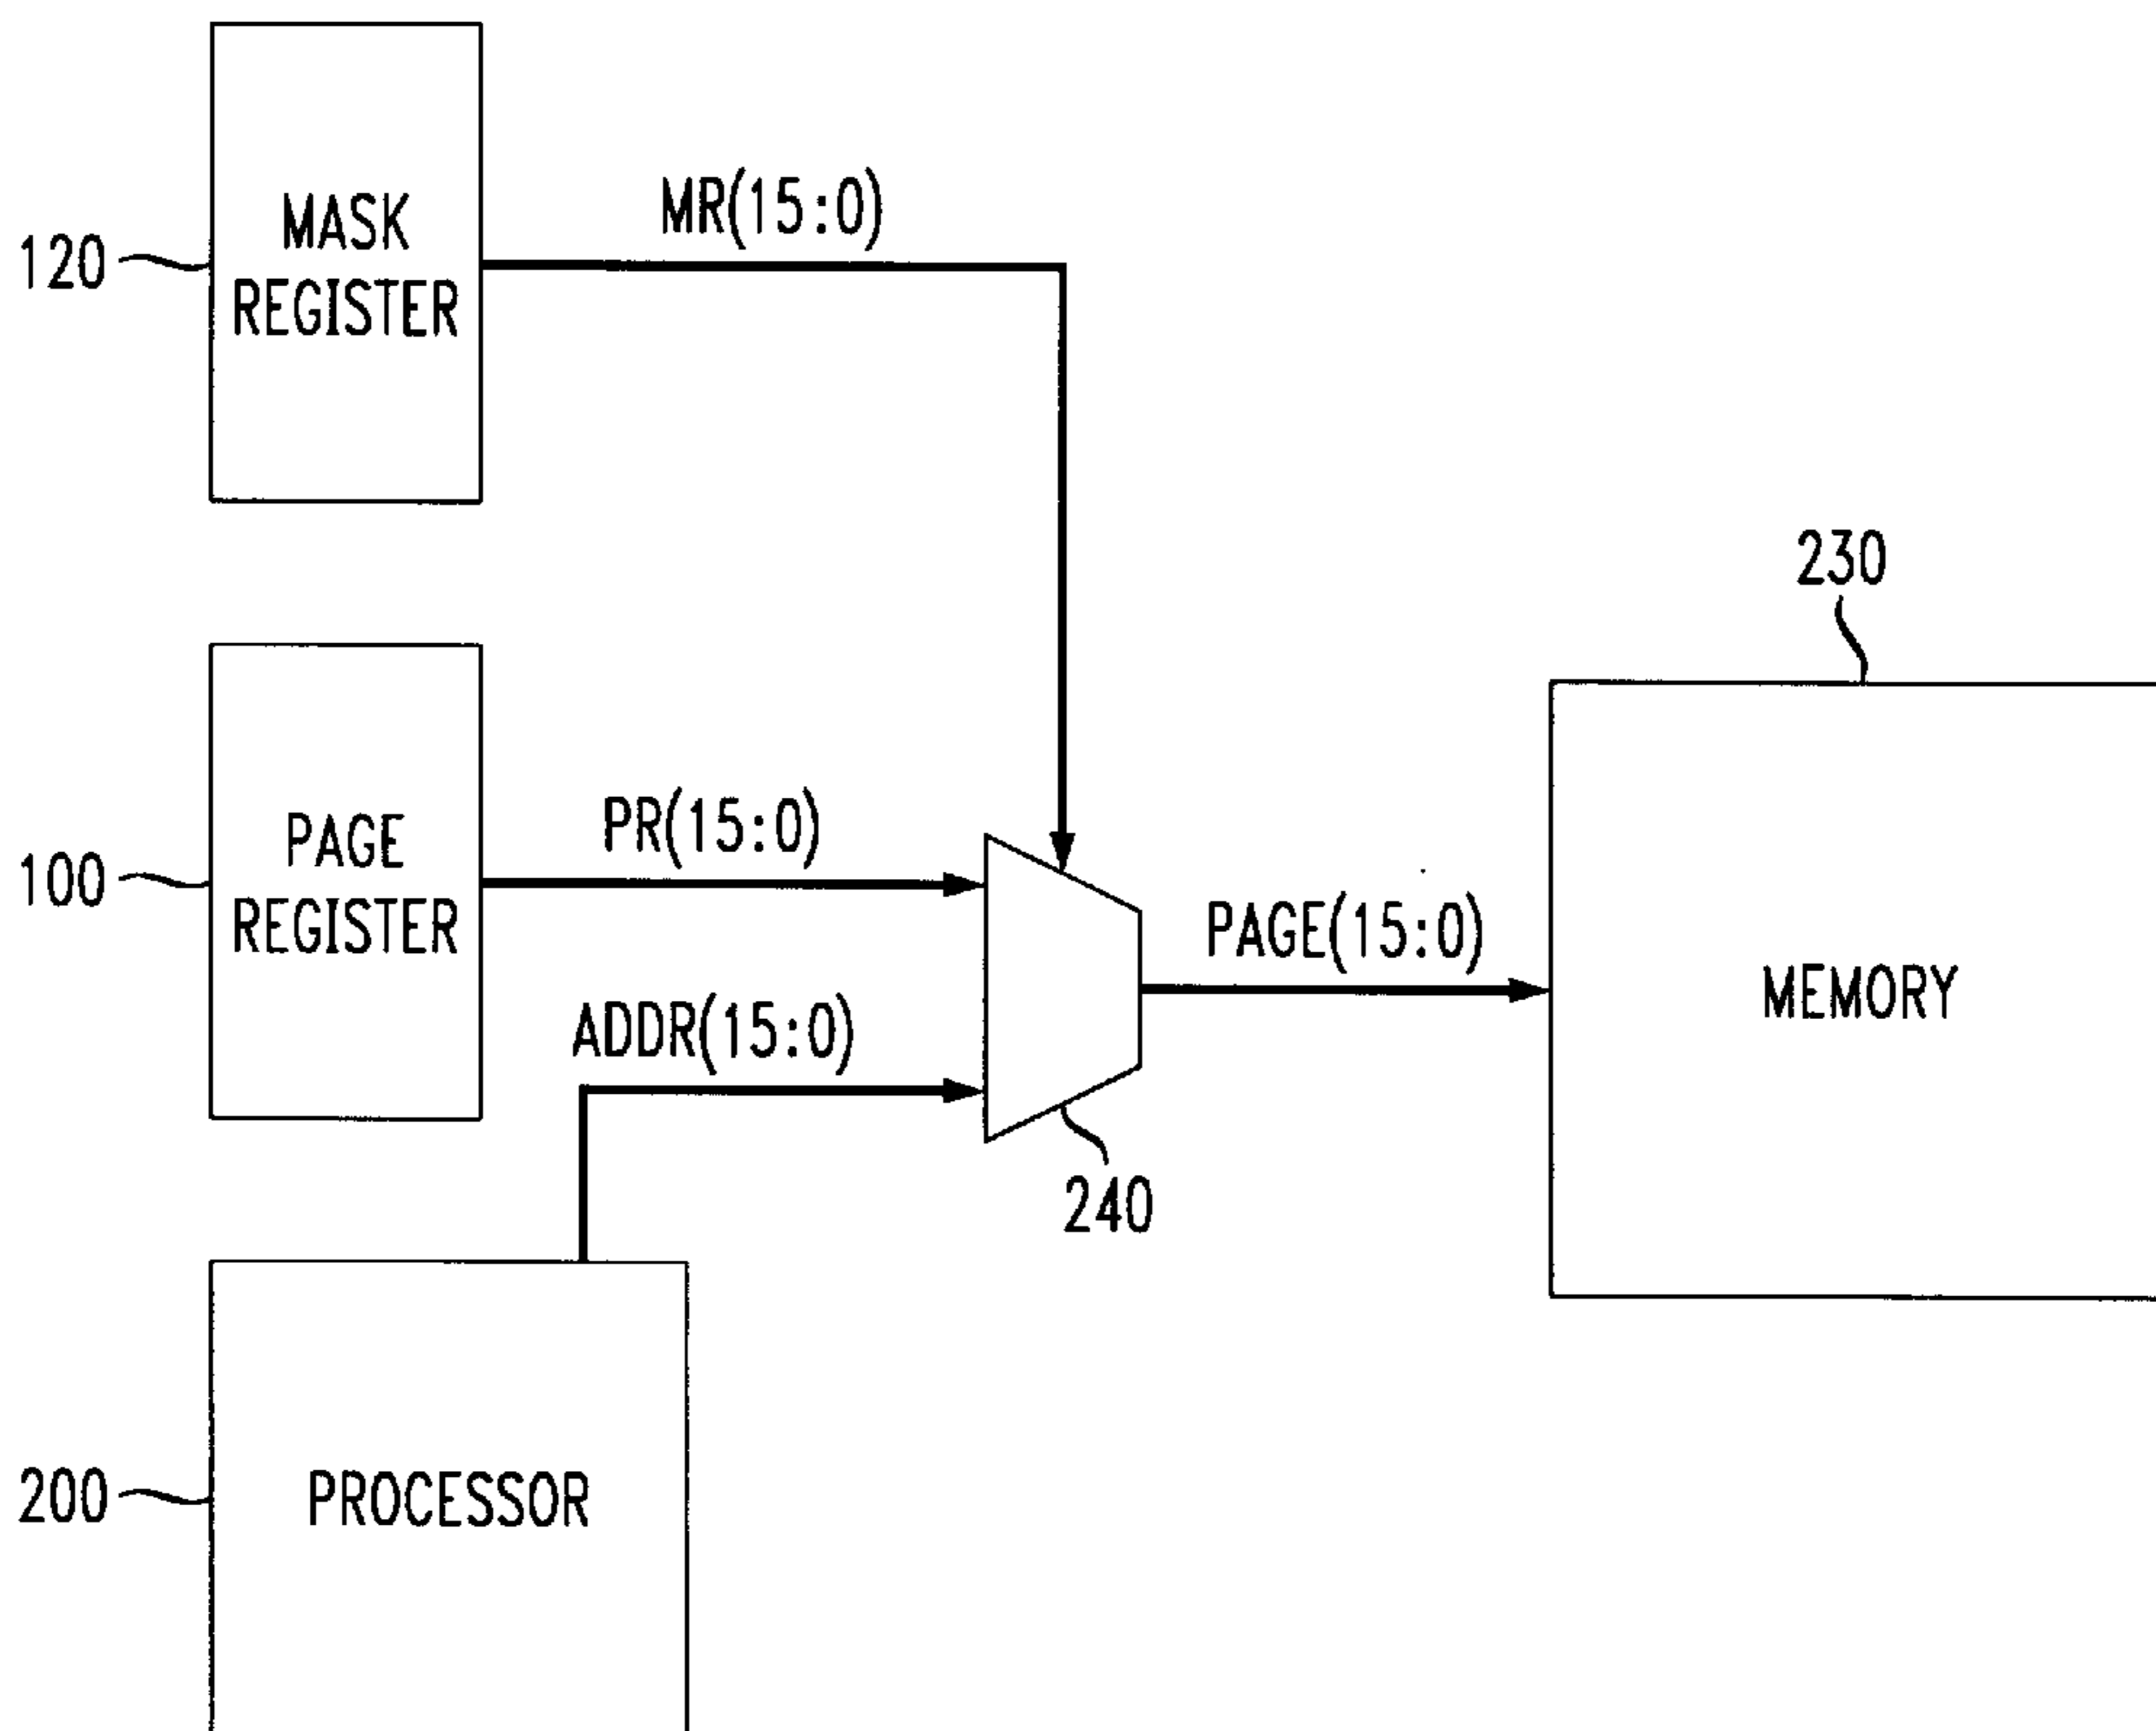 MASK
REGISTER
120
MR(15:0)
230
PAGE
REGISTER
100
PR(15:0)
ADDR(15:0)
PAGE(15:0)
MEMORY
240
PROCESSOR
200